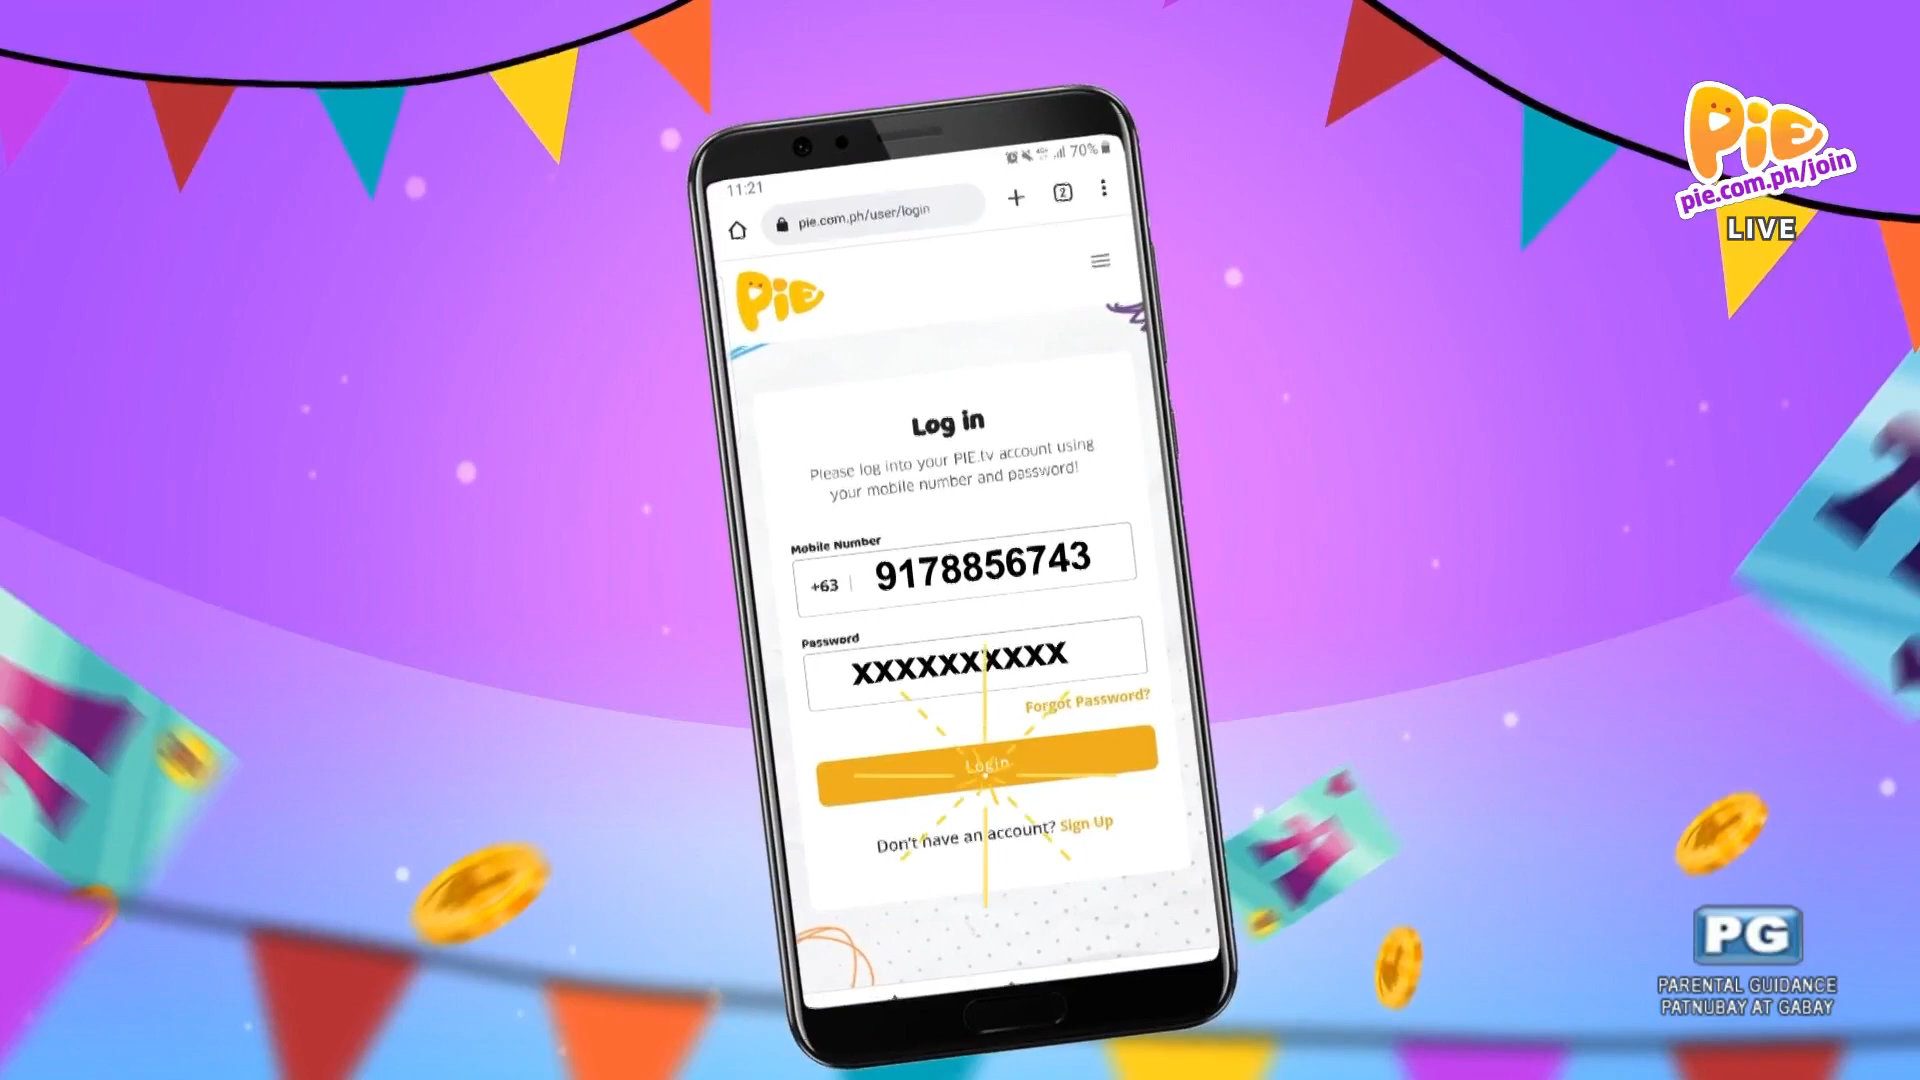 11:21
4G+
70%
pie.com.ph/user/login
2
PiE
Log in
Please log into your PIE.tv account using
your mobile number and password!
Mobile Number
+63 9178856743
Password
XXXXXXXXXX
Forgot Password?
Login
Don't have an account? Sign Up
PiE
pie.com.ph/join
LIVE
PG
PARENTAL GUIDANCE
PATNUBAY AT GABAY